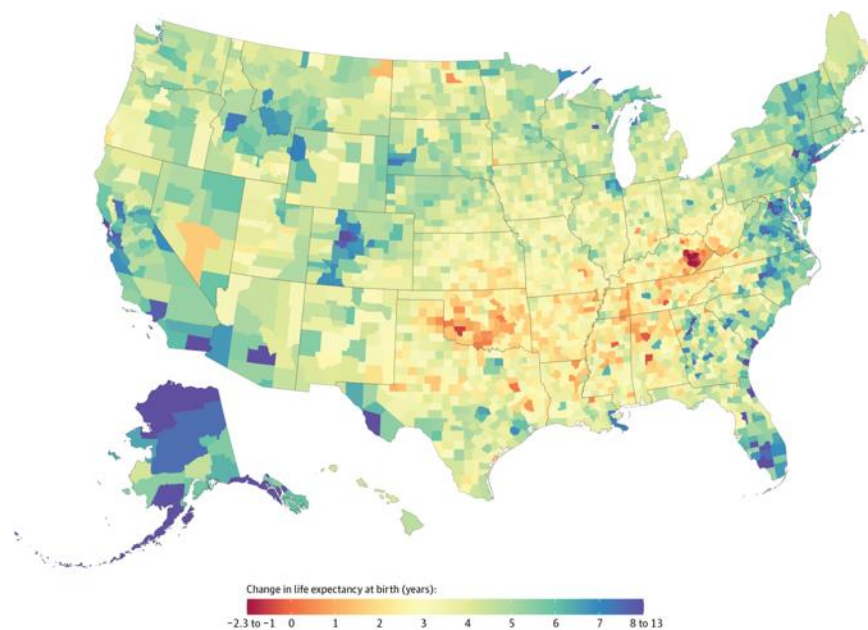 Change in life expectancy at birth (years):
−2.3 to −1 0 1 2 3 4 5 6 7 8 to 13